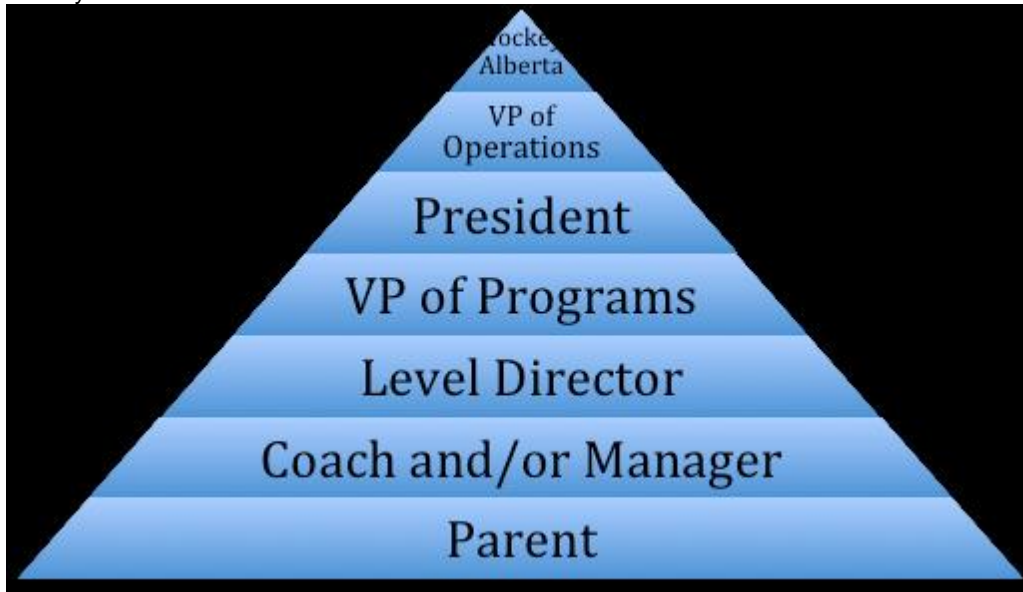 Alberta
VP of
Operations
President
VP of Programs
Level Director
Coach and/or Manager
Parent